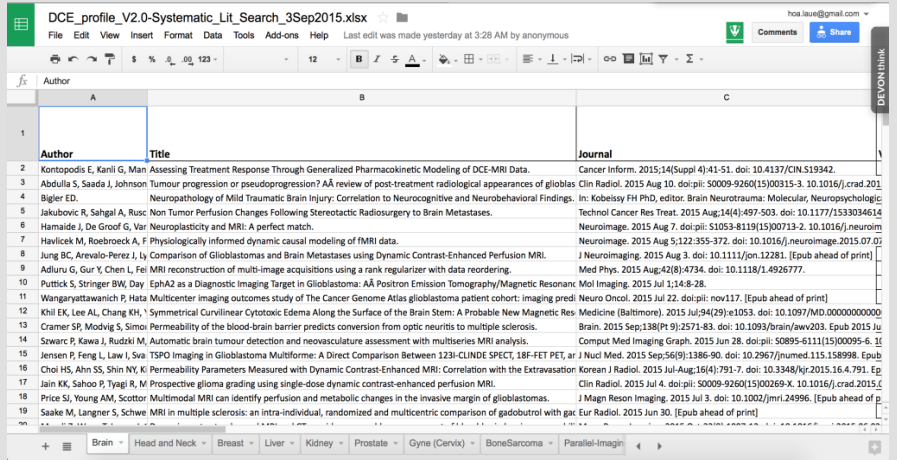 DCE_profile_V2.0-Systematic_Lit_Search_3Sep2015.xlsx
hoa.laue@gmail.com
File Edit View Insert Format Data Tools Add-ons Help Last edit was made yesterday at 3:28 AM by anonymous
Comments Share
$ % .0 .00 123 12 B I S A Σ
DEVONthink
fx Author
A B C
1 Author Title Journal
2 Kontopodis E, Kanli G, Man Assessing Treatment Response Through Generalized Pharmacokinetic Modeling of DCE-MRI Data. Cancer Inform. 2015;14(Suppl 4):41-51. doi: 10.4137/CIN.S19342.
3 Abdulla S, Saada J, Johnson Tumour progression or pseudoprogression? AÂ review of post-treatment radiological appearances of glioblas Clin Radiol. 2015 Aug 10. doi:pii: S0009-9260(15)00315-3. 10.1016/j.crad.201
4 Bigler ED. Neuropathology of Mild Traumatic Brain Injury: Correlation to Neurocognitive and Neurobehavioral Findings. In: Kobeissy FH PhD, editor. Brain Neurotrauma: Molecular, Neuropsychologic
5 Jakubovic R, Sahgal A, Rusc Non Tumor Perfusion Changes Following Stereotactic Radiosurgery to Brain Metastases. Technol Cancer Res Treat. 2015 Aug;14(4):497-503. doi: 10.1177/1533034614
6 Hamaide J, De Groof G, Va Neuroplasticity and MRI: A perfect match. Neuroimage. 2015 Aug 7. doi:pii: S1053-8119(15)00713-2. 10.1016/j.neuroim
7 Havlicek M, Roebroeck A, F Physiologically informed dynamic causal modeling of fMRI data. Neuroimage. 2015 Aug 5;122:355-372. doi: 10.1016/j.neuroimage.2015.07.07
8 Jung BC, Arevalo-Perez J, Ly Comparison of Glioblastomas and Brain Metastases using Dynamic Contrast-Enhanced Perfusion MRI. J Neuroimaging. 2015 Aug 3. doi: 10.1111/jon.12281. [Epub ahead of print]
9 Adluru G, Gur Y, Chen L, Fei MRI reconstruction of multi-image acquisitions using a rank regularizer with data reordering. Med Phys. 2015 Aug;42(8):4734. doi: 10.1118/1.4926777.
10 Puttick S, Stringer BW, Day EphA2 as a Diagnostic Imaging Target in Glioblastoma: AÂ Positron Emission Tomography/Magnetic Resonanc Mol Imaging. 2015 Jul 1;14:8-28.
11 Wangaryattawanich P, Hata Multicenter imaging outcomes study of The Cancer Genome Atlas glioblastoma patient cohort: imaging predi Neuro Oncol. 2015 Jul 22. doi:pii: nov117. [Epub ahead of print]
12 Khil EK, Lee AL, Chang KH, Symmetrical Curvilinear Cytotoxic Edema Along the Surface of the Brain Stem: A Probable New Magnetic Res Medicine (Baltimore). 2015 Jul;94(29):e1053. doi: 10.1097/MD.000000000000
13 Cramer SP, Modvig S, Simo Permeability of the blood-brain barrier predicts conversion from optic neuritis to multiple sclerosis. Brain. 2015 Sep;138(Pt 9):2571-83. doi: 10.1093/brain/awv203. Epub 2015 Ju
14 Szwarc P, Kawa J, Rudzki M, Automatic brain tumour detection and neovasculature assessment with multiseries MRI analysis. Comput Med Imaging Graph. 2015 Jun 28. doi:pii: S0895-6111(15)00095-6. 1
15 Jensen P, Feng L, Law I, Sva TSPO Imaging in Glioblastoma Multiforme: A Direct Comparison Between 123I-CLINDE SPECT, 18F-FET PET, ar J Nucl Med. 2015 Sep;56(9):1386-90. doi: 10.2967/jnumed.115.158998. Epub
16 Choi HS, Ahn SS, Shin NY, Ki Permeability Parameters Measured with Dynamic Contrast-Enhanced MRI: Correlation with the Extravasation Korean J Radiol. 2015 Jul-Aug;16(4):791-7. doi: 10.3348/kjr.2015.16.4.791. Ep
17 Jain KK, Sahoo P, Tyagi R, M Prospective glioma grading using single-dose dynamic contrast-enhanced perfusion MRI. Clin Radiol. 2015 Jul 4. doi:pii: S0009-9260(15)00269-X. 10.1016/j.crad.2015.0
18 Price SJ, Young AM, Scotton Multimodal MRI can identify perfusion and metabolic changes in the invasive margin of glioblastomas. J Magn Reson Imaging. 2015 Jul 3. doi: 10.1002/jmri.24996. [Epub ahead of p
19 Saake M, Langner S, Schwe MRI in multiple sclerosis: an intra-individual, randomized and multicentric comparison of gadobutrol with gad Eur Radiol. 2015 Jun 30. [Epub ahead of print]
Brain Head and Neck Breast Liver Kidney Prostate Gyne (Cervix) BoneSarcoma Parallel-Imagin